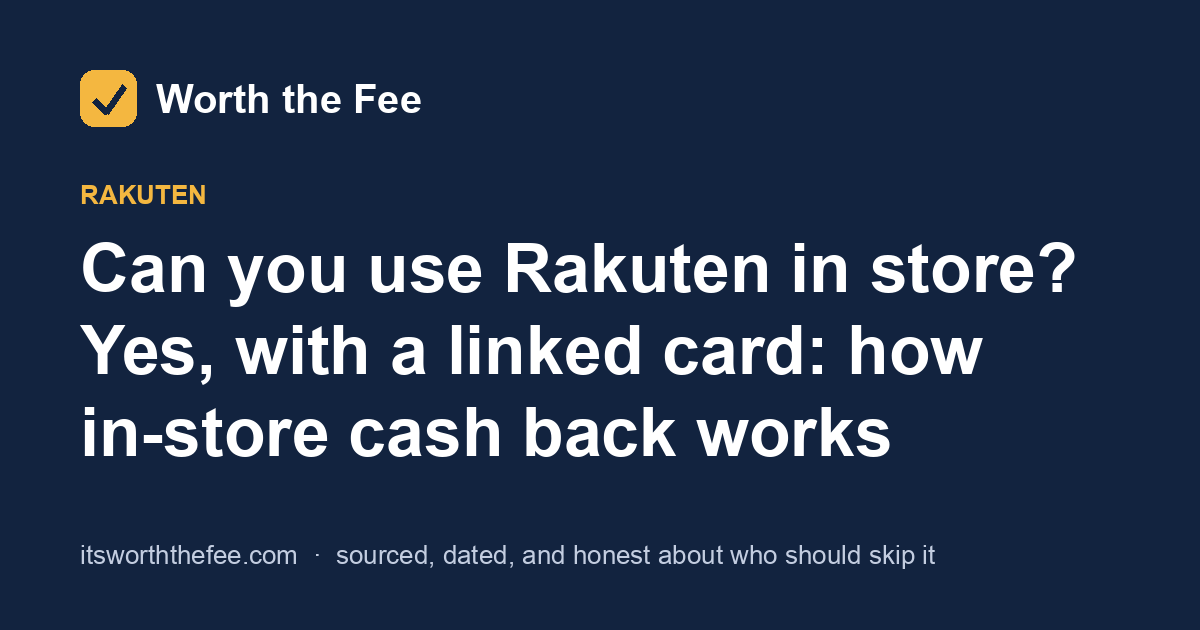 Worth the Fee
RAKUTEN
Can you use Rakuten in store?
Yes, with a linked card: how
in-store cash back works
itsworththefee.com · sourced, dated, and honest about who should skip it